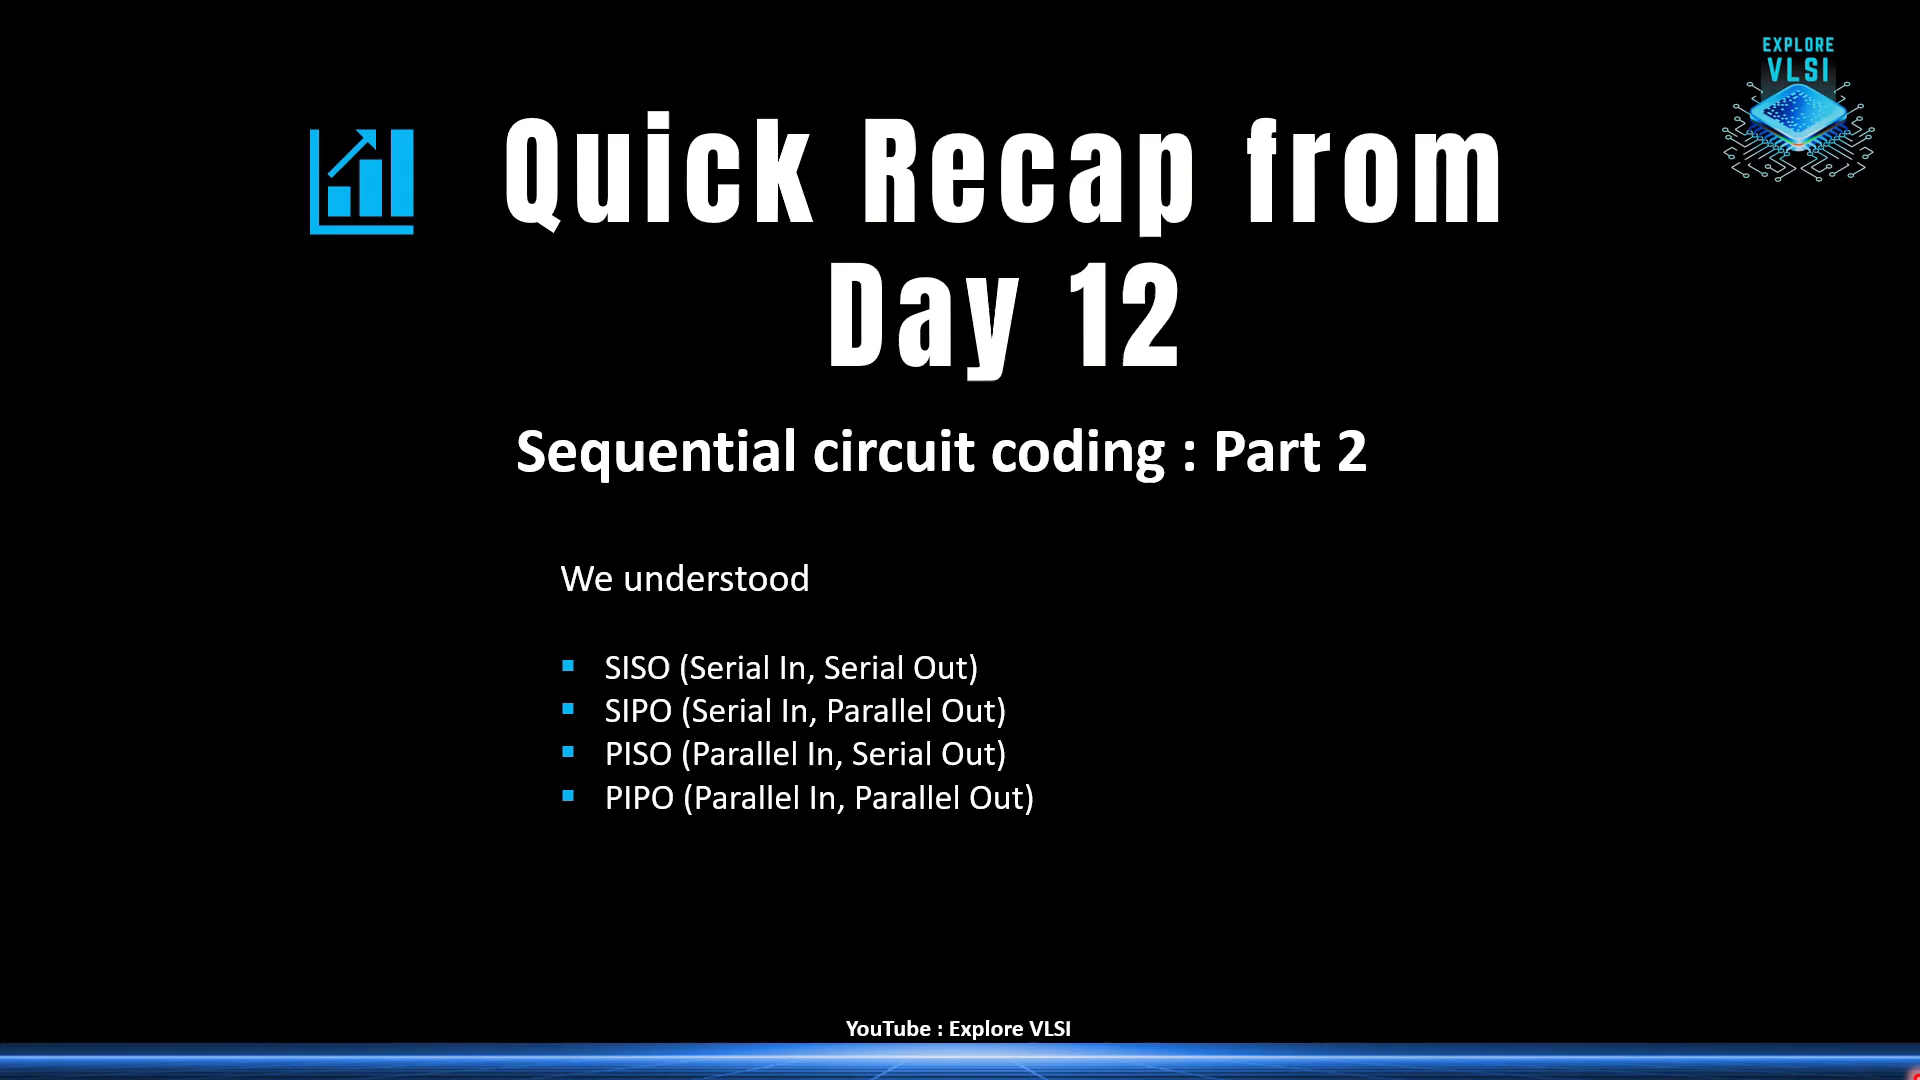 EXPLORE
VLSI
Quick Recap from
Day 12
Sequential circuit coding : Part 2
We understood
▪ SISO (Serial In, Serial Out)
▪ SIPO (Serial In, Parallel Out)
▪ PISO (Parallel In, Serial Out)
▪ PIPO (Parallel In, Parallel Out)
YouTube : Explore VLSI